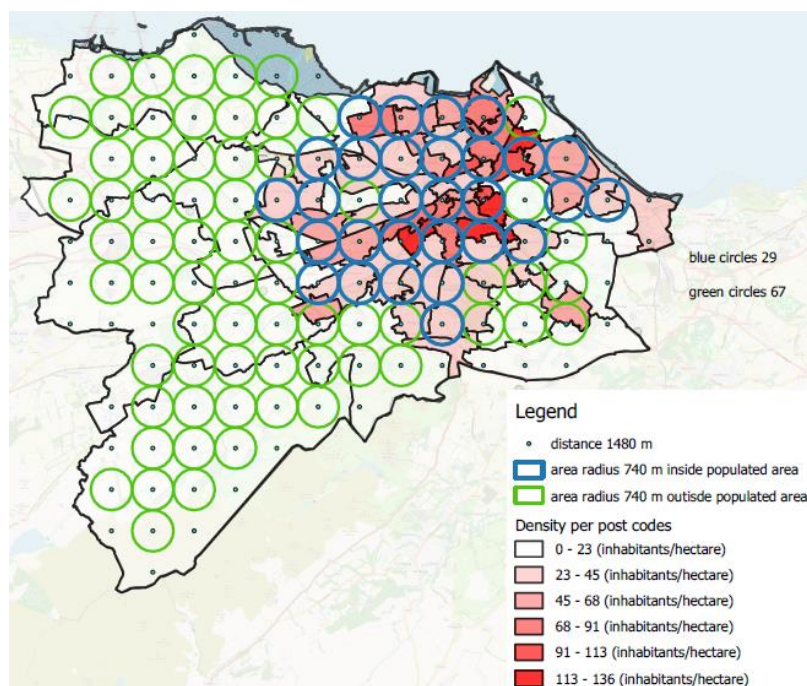 blue circles 29
green circles 67
Legend
distance 1480 m
area radius 740 m inside populated area
area radius 740 m outisde populated area
Density per post codes
0 - 23 (inhabitants/hectare)
23 - 45 (inhabitants/hectare)
45 - 68 (inhabitants/hectare)
68 - 91 (inhabitants/hectare)
91 - 113 (inhabitants/hectare)
113 - 136 (inhabitants/hectare)